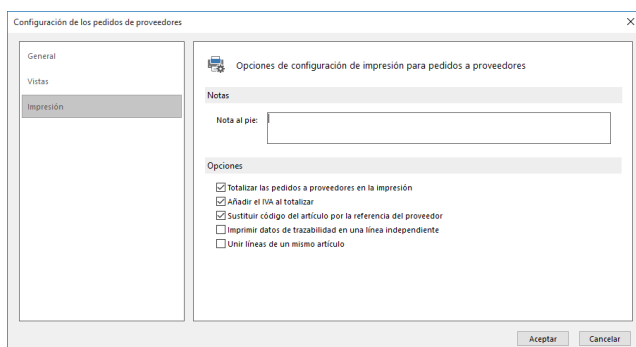 Configuración de los pedidos de proveedores
General
Vistas
Impresión
Opciones de configuración de impresión para pedidos a proveedores
Notas
Nota al pie:
Opciones
Totalizar las pedidos a proveedores en la impresión
Añadir el IVA al totalizar
Sustituir código del artículo por la referencia del proveedor
Imprimir datos de trazabilidad en una línea independiente
Unir líneas de un mismo artículo
Aceptar
Cancelar